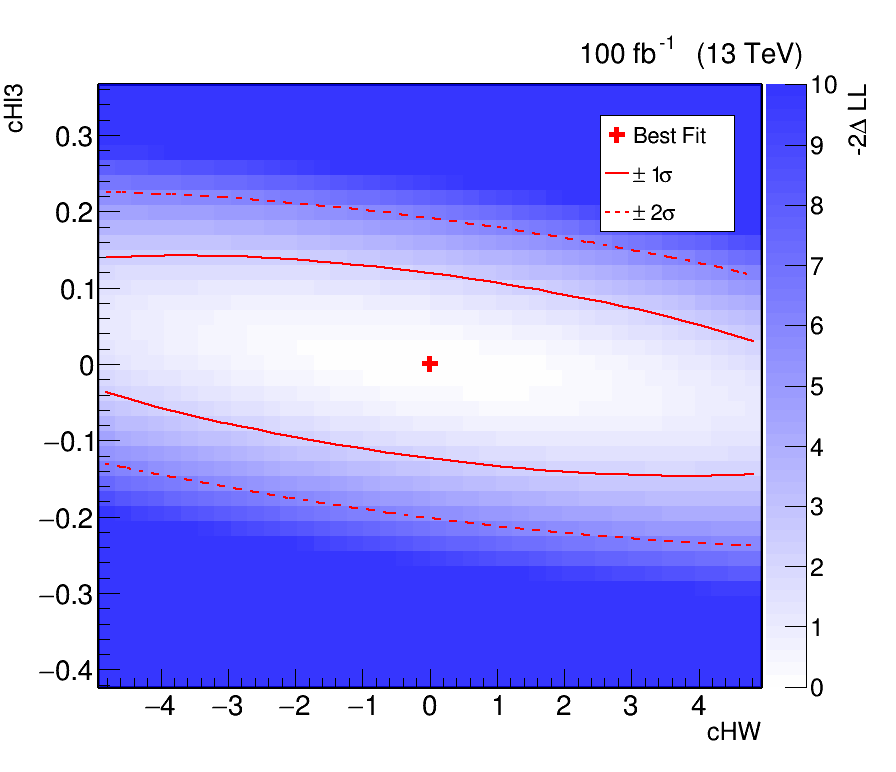 100 fb⁻¹ (13 TeV)
cHl3
0.3
0.2
0.1
0
−0.1
−0.2
−0.3
−0.4
Best Fit
± 1σ
± 2σ
10
9
8
7
6
5
4
3
2
1
0
-2Δ LL
−4 −3 −2 −1 0 1 2 3 4
cHW